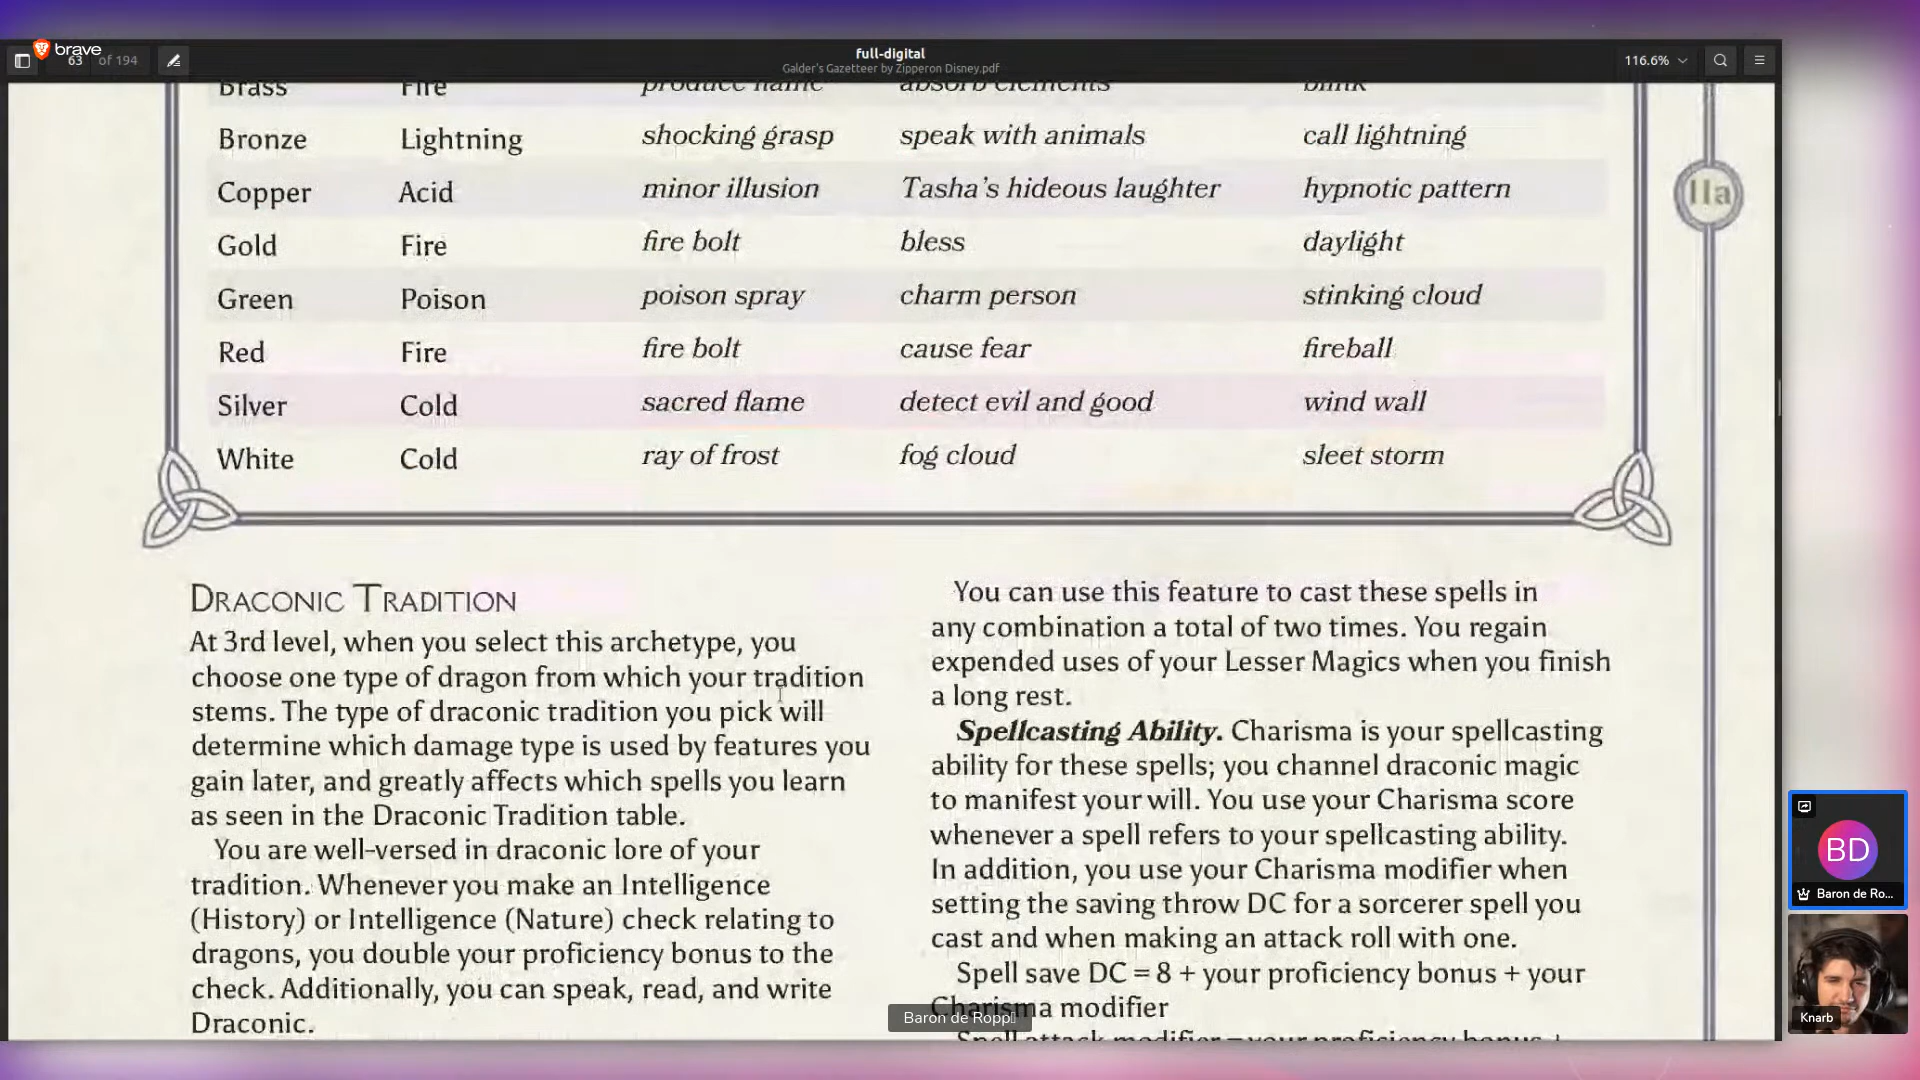 brave
63 of 194
full-digital
Galder's Gazetteer by Zipperon Disney.pdf
116.6%
Brass Fire produce flame absorb elements blink
Bronze Lightning shocking grasp speak with animals call lightning
Copper Acid minor illusion Tasha's hideous laughter hypnotic pattern
Gold Fire fire bolt bless daylight
Green Poison poison spray charm person stinking cloud
Red Fire fire bolt cause fear fireball
Silver Cold sacred flame detect evil and good wind wall
White Cold ray of frost fog cloud sleet storm
IIa
DRACONIC TRADITION
At 3rd level, when you select this archetype, you
choose one type of dragon from which your tradition
stems. The type of draconic tradition you pick will
determine which damage type is used by features you
gain later, and greatly affects which spells you learn
as seen in the Draconic Tradition table.
You are well-versed in draconic lore of your
tradition. Whenever you make an Intelligence
(History) or Intelligence (Nature) check relating to
dragons, you double your proficiency bonus to the
check. Additionally, you can speak, read, and write
Draconic.
You can use this feature to cast these spells in
any combination a total of two times. You regain
expended uses of your Lesser Magics when you finish
a long rest.
Spellcasting Ability. Charisma is your spellcasting
ability for these spells; you channel draconic magic
to manifest your will. You use your Charisma score
whenever a spell refers to your spellcasting ability.
In addition, you use your Charisma modifier when
setting the saving throw DC for a sorcerer spell you
cast and when making an attack roll with one.
Spell save DC = 8 + your proficiency bonus + your
Charisma modifier
Spell attack modifier = your proficiency bonus +
Baron de Ropp
BD
Baron de Ro...
Knarb